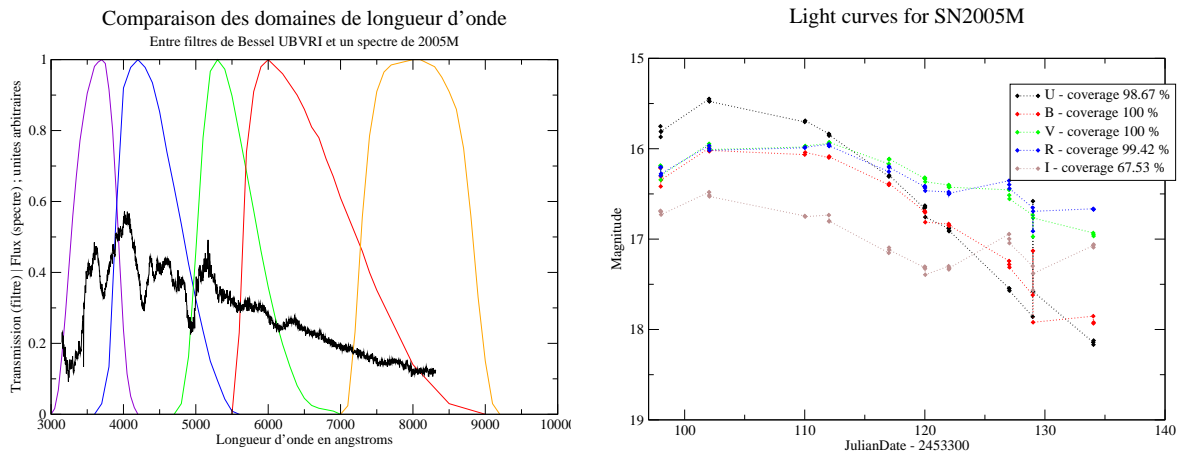 Comparaison des domaines de longueur d'onde
Entre filtres de Bessel UBVRI et un spectre de 2005M
Transmission (filtre) | Flux (spectre) ; unites arbitraires
1
0.8
0.6
0.4
0.2
0
3000 4000 5000 6000 7000 8000 9000 10000
Longueur d'onde en angstroms
Light curves for SN2005M
Magnitude
15
16
17
18
19
U - coverage 98.67 %
B - coverage 100 %
V - coverage 100 %
R - coverage 99.42 %
I - coverage 67.53 %
100 110 120 130 140
JulianDate - 2453300